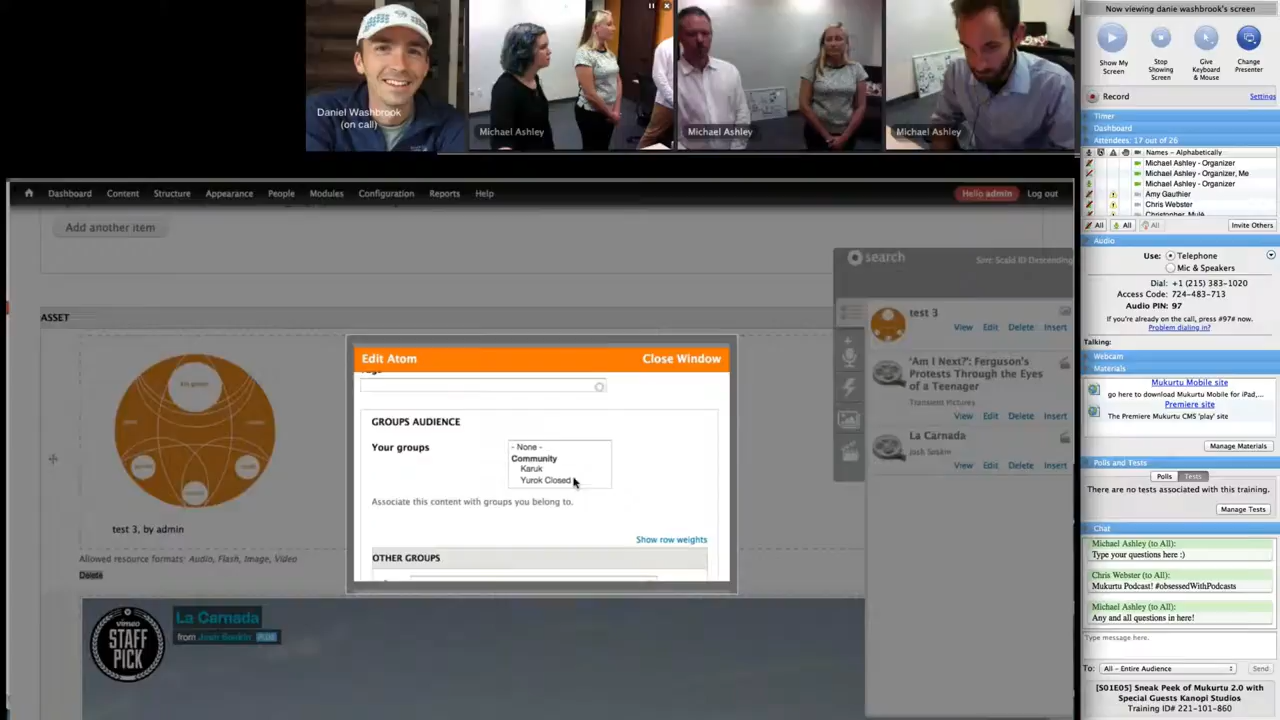 Now viewing danie washbrook's screen
Show My
Screen
Stop
Showing
Screen
Give
Keyboard
& Mouse
Change
Presenter
Record
Settings
Timer
Dashboard
Attendees: 17 out of 26
Names - Alphabetically
Michael Ashley - Organizer
Michael Ashley - Organizer, Me
Michael Ashley - Organizer
Amy Gauthier
Chris Webster
Christopher, Mulé
All
All
All
Invite Others
Audio
Use: Telephone
Mic & Speakers
Dial: +1 (215) 383-1020
Access Code: 724-483-713
Audio PIN: 97
If you're already on the call, press #97# now.
Problem dialing in?
Talking:
Webcam
Materials
Mukurtu Mobile site
go here to download Mukurtu Mobile for iPad,...
Premiere site
The Premiere Mukurtu CMS 'play' site
Manage Materials
Polls and Tests
Polls
Tests
There are no tests associated with this training.
Manage Tests
Chat
Michael Ashley (to All):
Type your questions here :)
Chris Webster (to All):
Mukurtu Podcast! #obsessedWithPodcasts
Michael Ashley (to All):
Any and all questions in here!
Type message here.
To: All - Entire Audience
Send
[S01E05] Sneak Peek of Mukurtu 2.0 with
Special Guests Kanopi Studios
Training ID# 221-101-860
Daniel Washbrook
(on call)
Michael Ashley
Michael Ashley
Michael Ashley
Dashboard Content Structure Appearance People Modules Configuration Reports Help
Hello admin
Log out
Add another item
ASSET
test 3, by admin
Allowed resource formats: Audio, Flash, Image, Video
Delete
vimeo
STAFF
PICK
La Carnada
from Josh Soskin PLUS
Edit Atom
Close Window
GROUPS AUDIENCE
Your groups
- None -
Community
Karuk
Yurok Closed
Associate this content with groups you belong to.
Show row weights
OTHER GROUPS
search
Sort: Scald ID Descending
test 3
View Edit Delete Insert
'Am I Next?': Ferguson's
Protests Through the Eyes
of a Teenager
Transient Pictures
View Edit Delete Insert
La Carnada
Josh Soskin
View Edit Delete Insert